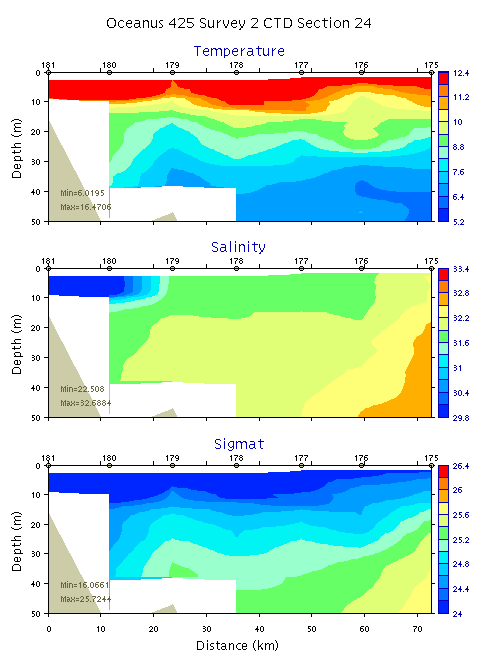 Oceanus 425 Survey 2 CTD Section 24
Temperature
181 180 179 178 177 176 175
0
10
20
30
40
50
Depth (m)
Min=6.0195
Max=16.4706
12.4
11.2
10
8.8
7.6
6.4
5.2
Salinity
181 180 179 178 177 176 175
0
10
20
30
40
50
Depth (m)
Min=22.508
Max=32.6884
33.4
32.8
32.2
31.6
31
30.4
29.8
Sigmat
181 180 179 178 177 176 175
0
10
20
30
40
50
Depth (m)
Min=16.0661
Max=25.7244
26.4
26
25.6
25.2
24.8
24.4
24
0 10 20 30 40 50 60 70
Distance (km)